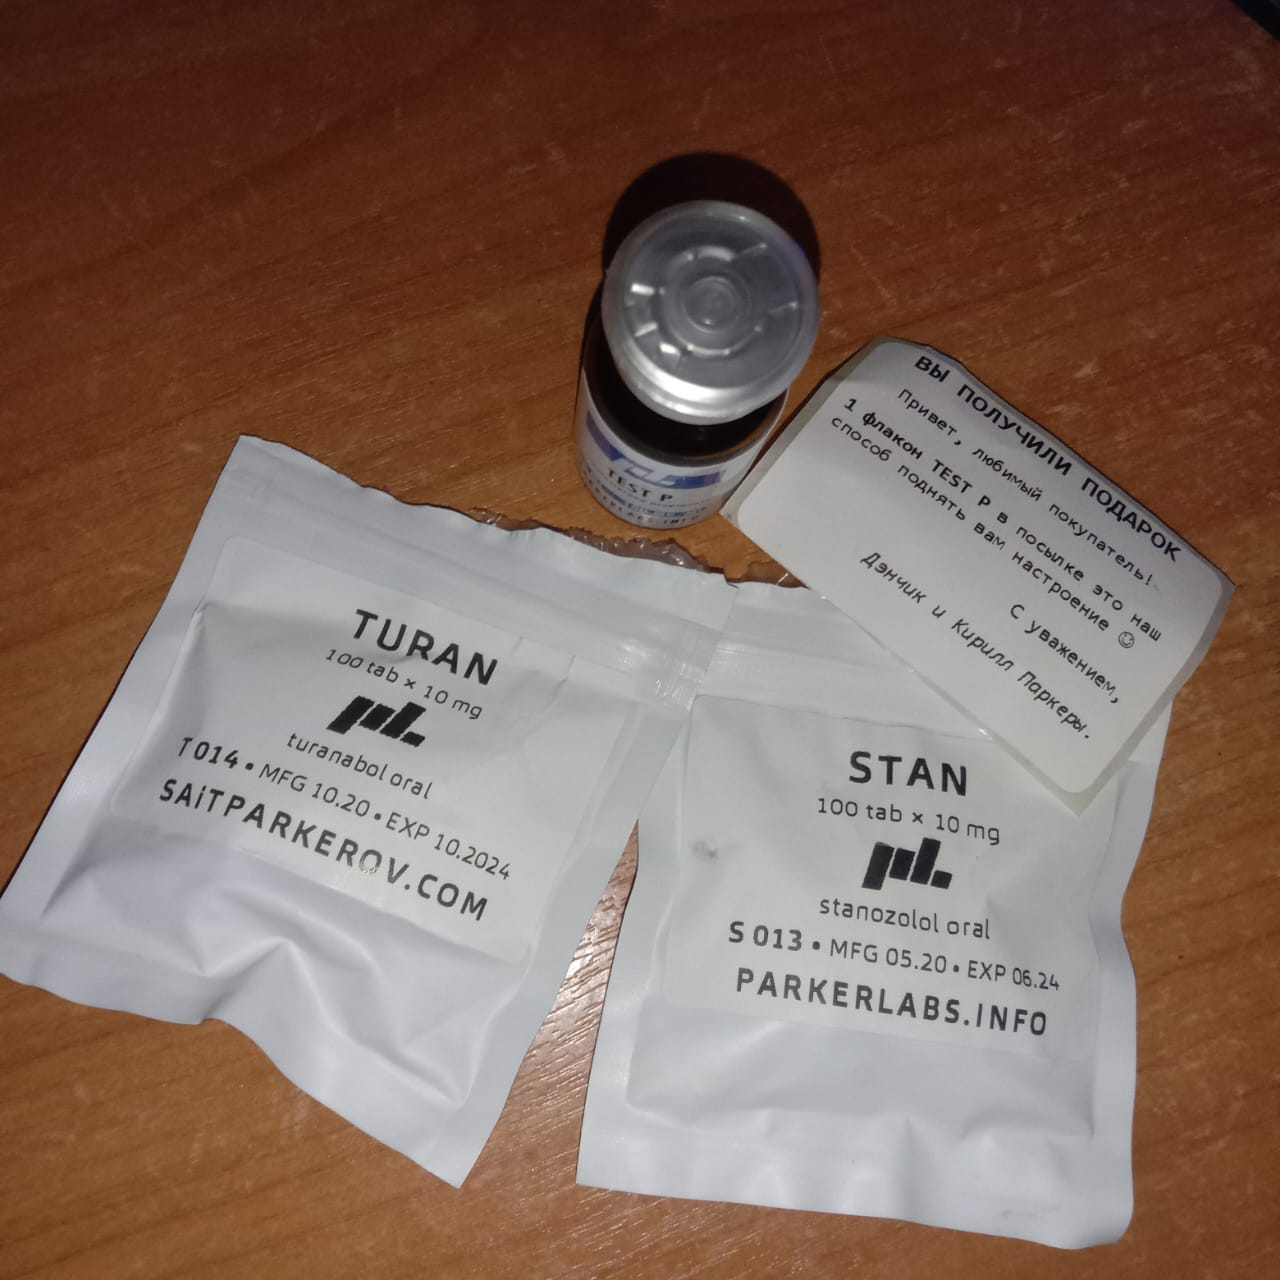 TEST P
ВЫ ПОЛУЧИЛИ ПОДАРОК
Привет, любимый покупатель!
1 флакон TEST P в посылке это наш
способ поднять вам настроение ☺
С уважением,
Дэнчик и Кирилл Паркеры.
TURAN
100 tab × 10 mg
pL.
turanabol oral
T 014 • MFG 10.20 • EXP 10.2024
SAiTPARKEROV.COM
STAN
100 tab × 10 mg
pL.
stanozolol oral
S 013 • MFG 05.20 • EXP 06.24
PARKERLABS.INFO